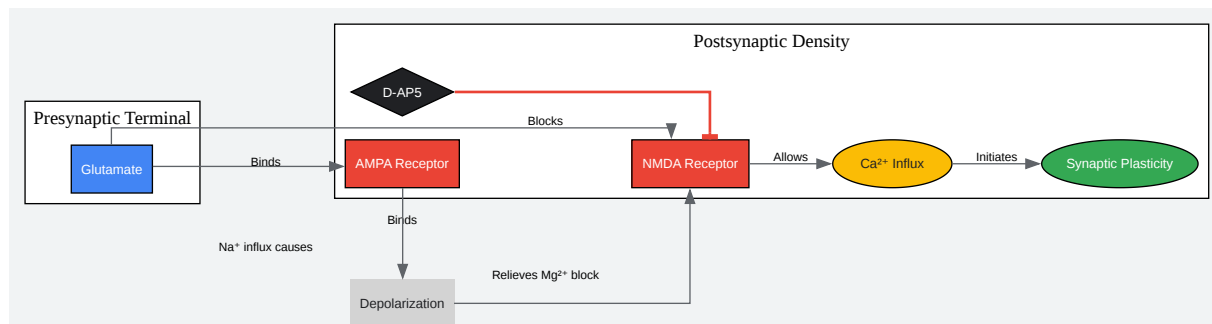 Postsynaptic Density
D-AP5
Presynaptic Terminal
Blocks
Glutamate
Binds
AMPA Receptor
NMDA Receptor
Allows
Ca²⁺ Influx
Initiates
Synaptic Plasticity
Binds
Na⁺ influx causes
Relieves Mg²⁺ block
Depolarization